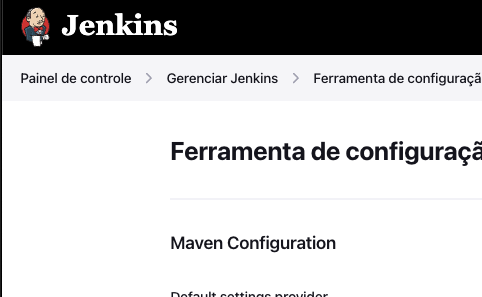 Jenkins
Painel de controle > Gerenciar Jenkins > Ferramenta de configuraçã
Ferramenta de configuraçã
Maven Configuration
Default settings provider